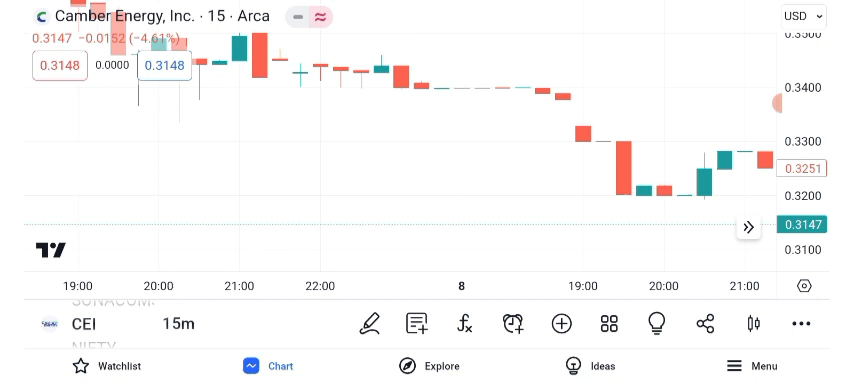 Camber Energy, Inc. · 15 · Arca
USD
0.3147 −0.0152 (−4.61%)
0.3500
0.3148 0.0000 0.3148
0.3400
0.3300
0.3251
0.3200
0.3147
0.3100
19:00 20:00 21:00 22:00 8 19:00 20:00 21:00
CEI 15m
NIFTY
Watchlist Chart Explore Ideas Menu